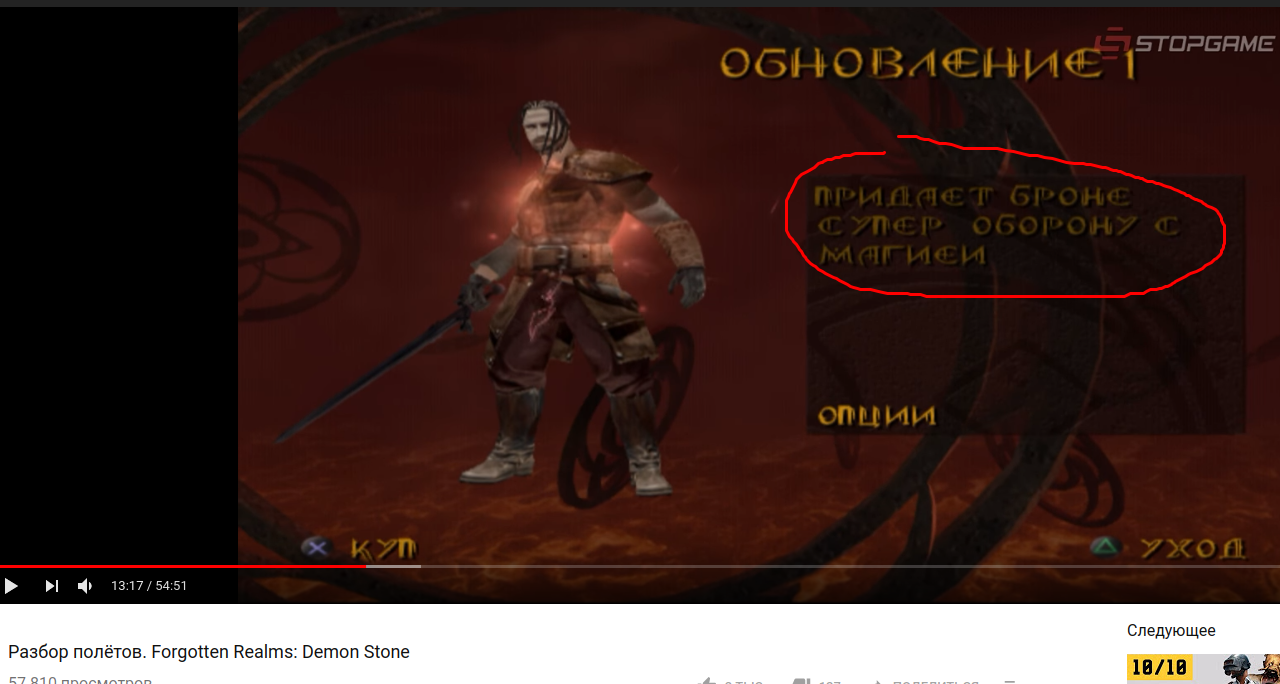 STOPGAME
ОБНОВЛЕНИЕ 1
ПРИДАЕТ БРОНЕ
СУПЕР ОБОРОНУ С
МАГИЕЙ
ОПЦИИ
КУП
УХОД
13:17 / 54:51
Разбор полётов. Forgotten Realms: Demon Stone
57 810 просмотров
ПОДЕЛИТЬСЯ
Следующее
10/10